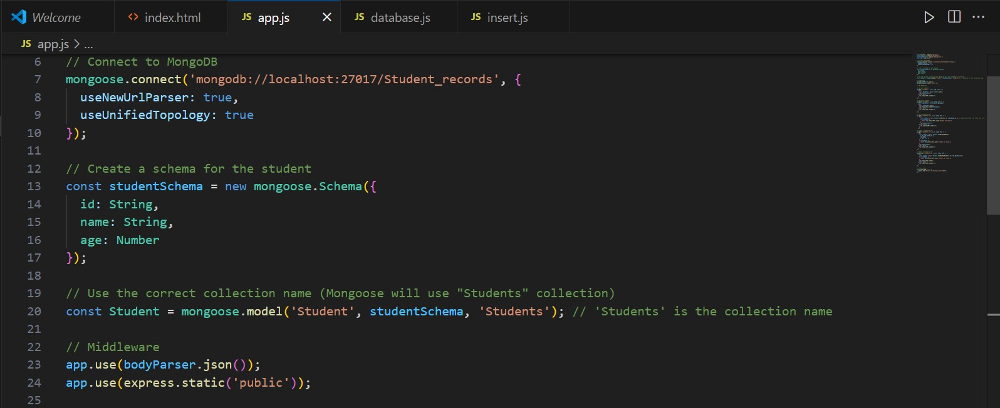 Welcome
index.html
JS app.js
JS database.js
JS insert.js
JS app.js > ...
6 // Connect to MongoDB
7 mongoose.connect('mongodb://localhost:27017/Student_records', {
8 useNewUrlParser: true,
9 useUnifiedTopology: true
10 });
11
12 // Create a schema for the student
13 const studentSchema = new mongoose.Schema({
14 id: String,
15 name: String,
16 age: Number
17 });
18
19 // Use the correct collection name (Mongoose will use "Students" collection)
20 const Student = mongoose.model('Student', studentSchema, 'Students'); // 'Students' is the collection name
21
22 // Middleware
23 app.use(bodyParser.json());
24 app.use(express.static('public'));
25